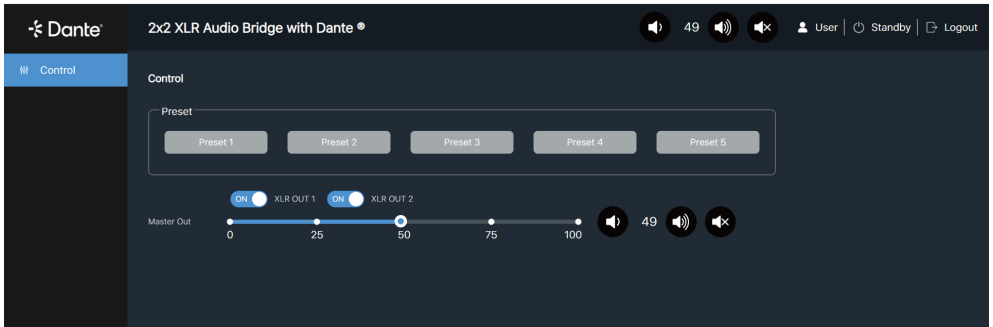 Dante®
2x2 XLR Audio Bridge with Dante ®
49
User
Standby
Logout
Control
Control
Preset
Preset 1
Preset 2
Preset 3
Preset 4
Preset 5
ON XLR OUT 1
ON XLR OUT 2
Master Out
49
0 25 50 75 100